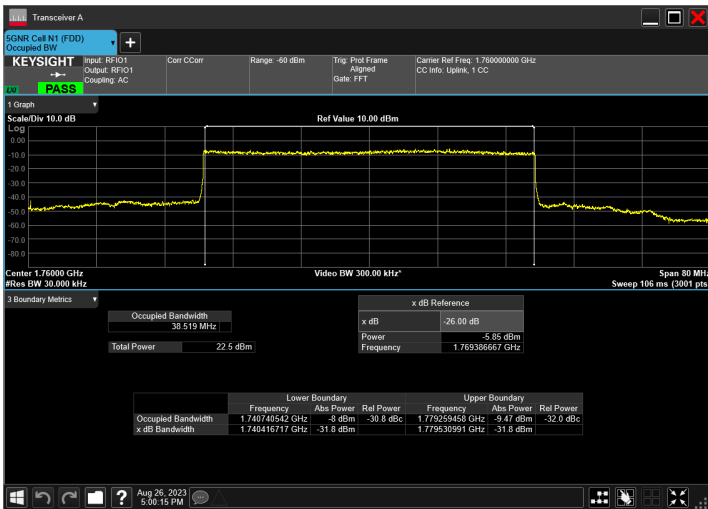 Transceiver A
5GNR Cell N1 (FDD)
Occupied BW
KEYSIGHT
PASS
Input: RFIO1
Output: RFIO1
Coupling: AC
Corr CCorr
Range: -60 dBm
Trig: Prot Frame
Aligned
Gate: FFT
Carrier Ref Freq: 1.760000000 GHz
CC Info: Uplink, 1 CC
1 Graph
Scale/Div 10.0 dB
Ref Value 10.00 dBm
Log
0.00
-10.0
-20.0
-30.0
-40.0
-50.0
-60.0
-70.0
-80.0
Center 1.76000 GHz
Video BW 300.00 kHz*
Span 80 MHz
#Res BW 30.000 kHz
Sweep 106 ms (3001 pts
3 Boundary Metrics
Occupied Bandwidth
38.519 MHz
Total Power 22.5 dBm
x dB Reference
x dB -26.00 dB
Power -5.85 dBm
Frequency 1.769386667 GHz
Lower Boundary Upper Boundary
Frequency Abs Power Rel Power Frequency Abs Power Rel Power
Occupied Bandwidth 1.740740542 GHz -8 dBm -30.8 dBc 1.779259458 GHz -9.47 dBm -32.0 dBc
x dB Bandwidth 1.740416717 GHz -31.8 dBm 1.779530991 GHz -31.8 dBm
Aug 26, 2023
5:00:15 PM